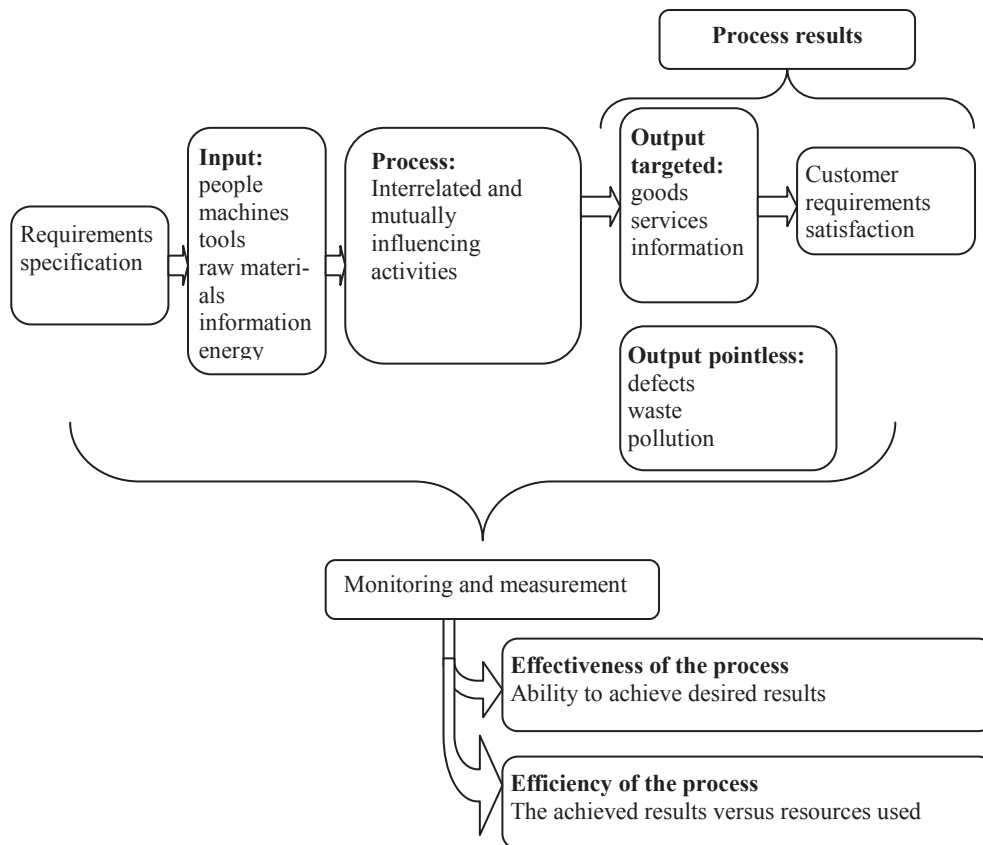 Process results
Requirements
specification
Input:
people
machines
tools
raw materi-
als
information
energy
Process:
Interrelated and
mutually
influencing
activities
Output
targeted:
goods
services
information
Customer
requirements
satisfaction
Output pointless:
defects
waste
pollution
Monitoring and measurement
Effectiveness of the process
Ability to achieve desired results
Efficiency of the process
The achieved results versus resources used